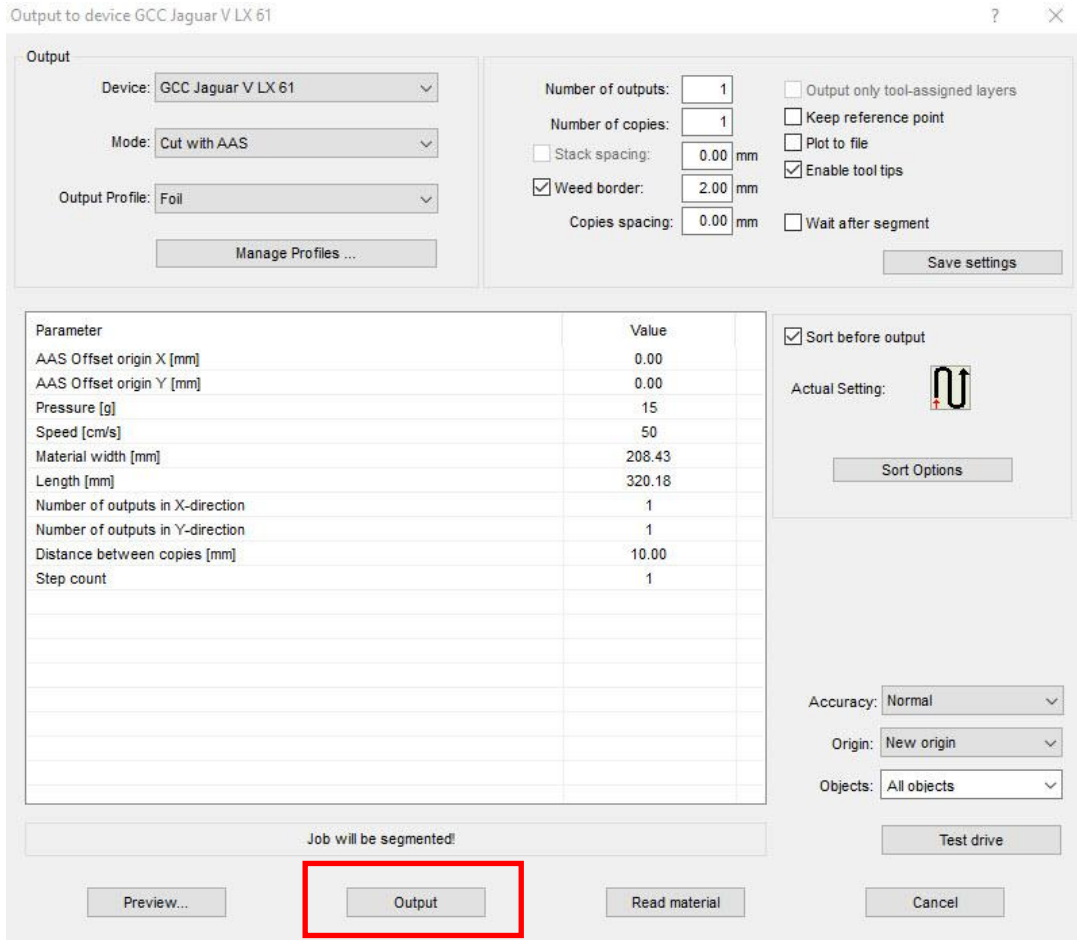 Output to device GCC Jaguar V LX 61 ?
Output
Device: GCC Jaguar V LX 61
Mode: Cut with AAS
Output Profile: Foil
Manage Profiles ...
Number of outputs: 1
Number of copies: 1
Stack spacing: 0.00 mm
Weed border: 2.00 mm
Copies spacing: 0.00 mm
Output only tool-assigned layers
Keep reference point
Plot to file
Enable tool tips
Wait after segment
Save settings
Parameter Value
AAS Offset origin X [mm] 0.00
AAS Offset origin Y [mm] 0.00
Pressure [g] 15
Speed [cm/s] 50
Material width [mm] 208.43
Length [mm] 320.18
Number of outputs in X-direction 1
Number of outputs in Y-direction 1
Distance between copies [mm] 10.00
Step count 1
Sort before output
Actual Setting:
Sort Options
Accuracy: Normal
Origin: New origin
Objects: All objects
Job will be segmented!
Test drive
Preview... Output Read material Cancel